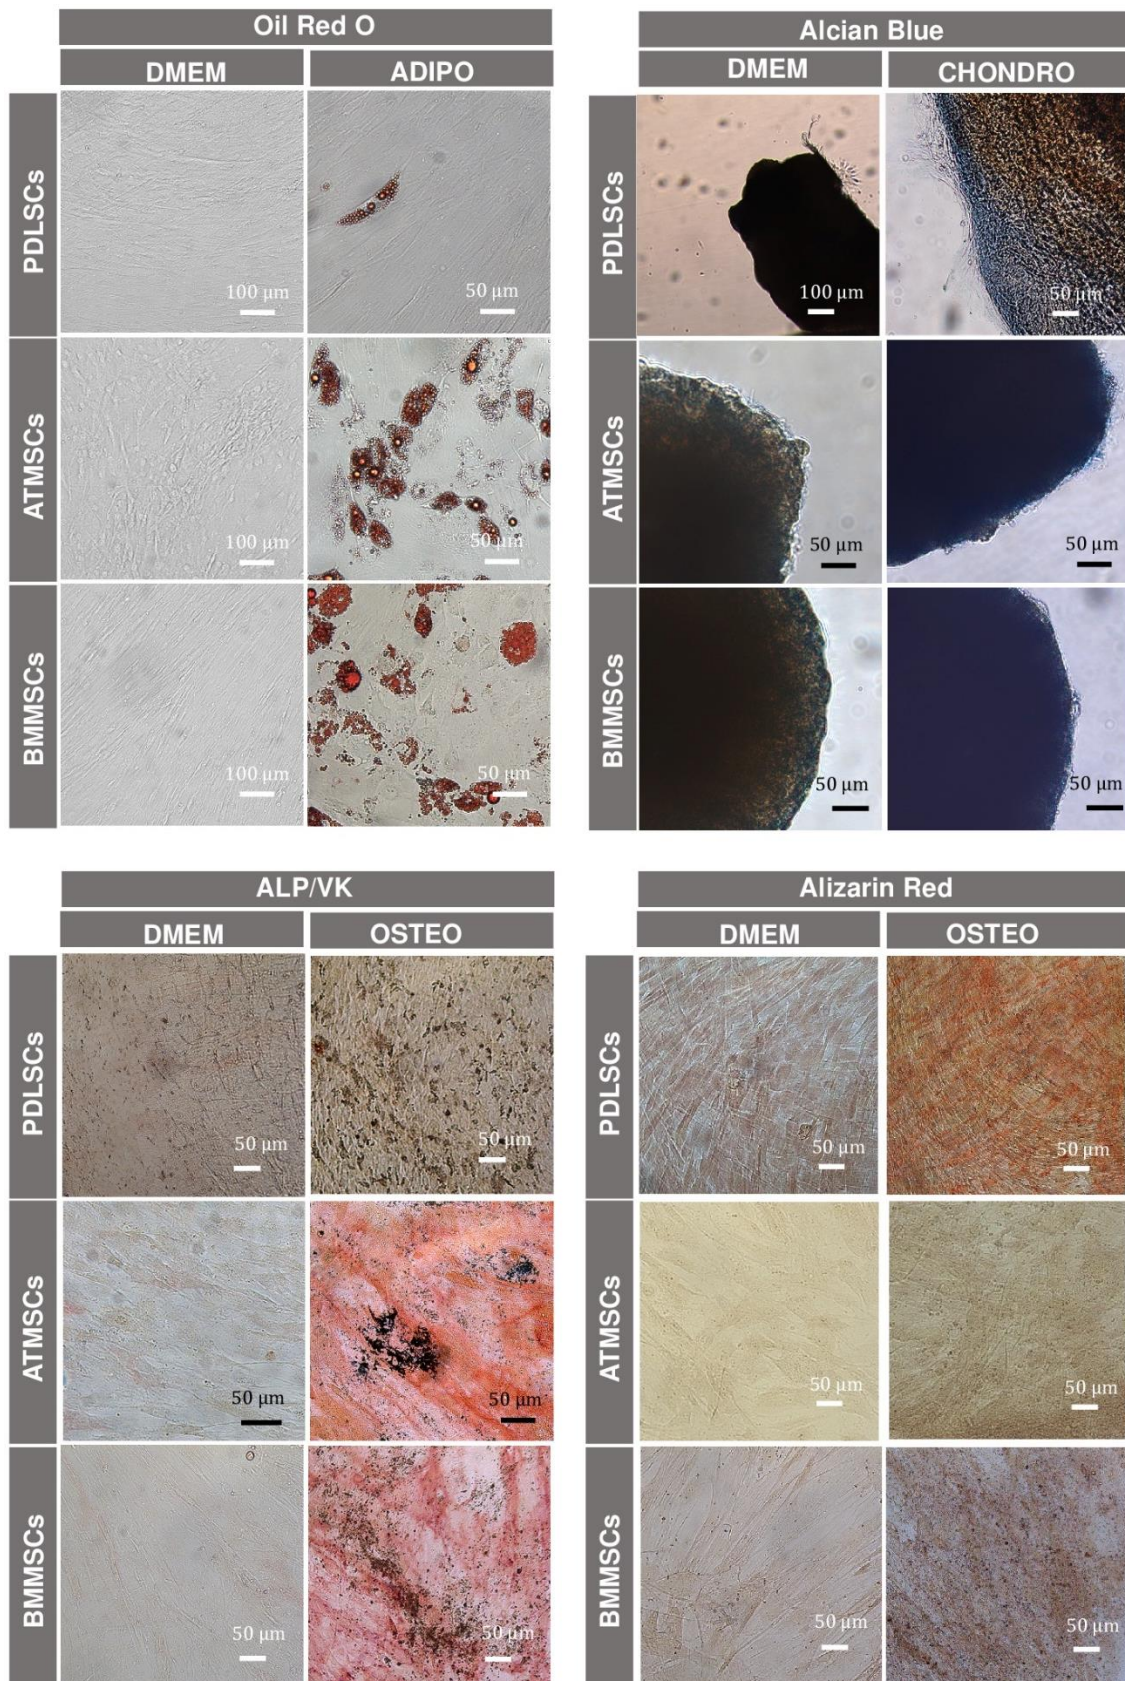 Oil Red O
DMEM ADIPO
PDLSCs
100 µm
50 µm
ATMSCs
100 µm
50 µm
BMMSCs
100 µm
50 µm
Alcian Blue
DMEM CHONDRO
PDLSCs
100 µm
50 µm
ATMSCs
50 µm
50 µm
BMMSCs
50 µm
50 µm
ALP/VK
DMEM OSTEO
PDLSCs
50 µm
50 µm
ATMSCs
50 µm
50 µm
BMMSCs
50 µm
50 µm
Alizarin Red
DMEM OSTEO
PDLSCs
50 µm
50 µm
ATMSCs
50 µm
50 µm
BMMSCs
50 µm
50 µm